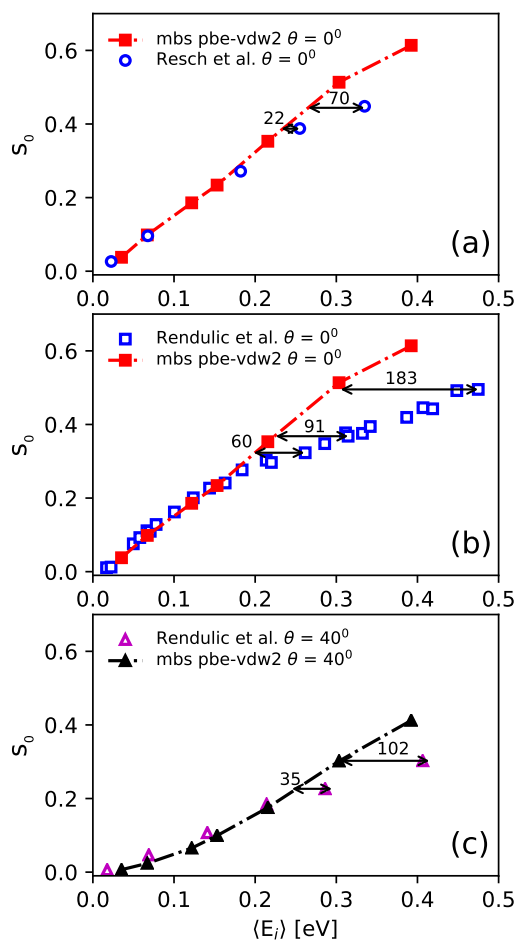 mbs pbe-vdw2 θ = 0⁰
Resch et al. θ = 0⁰
22
70
(a)
S₀
0.6
0.4
0.2
0.0
0.0 0.1 0.2 0.3 0.4 0.5
Rendulic et al. θ = 0⁰
mbs pbe-vdw2 θ = 0⁰
183
91
60
(b)
S₀
0.6
0.4
0.2
0.0
0.0 0.1 0.2 0.3 0.4 0.5
Rendulic et al. θ = 40⁰
mbs pbe-vdw2 θ = 40⁰
102
35
(c)
S₀
0.6
0.4
0.2
0.0
0.0 0.1 0.2 0.3 0.4 0.5
⟨Eᵢ⟩ [eV]